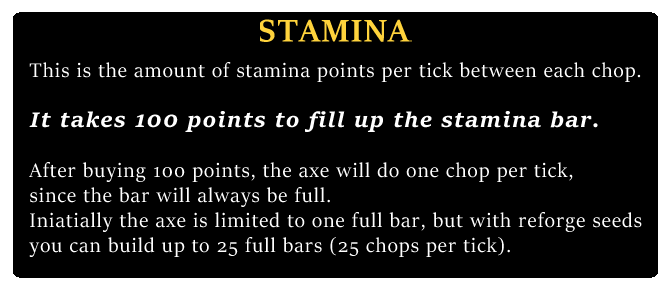 STAMINA
This is the amount of stamina points per tick between each chop.
It takes 100 points to fill up the stamina bar.
After buying 100 points, the axe will do one chop per tick,
since the bar will always be full.
Iniatially the axe is limited to one full bar, but with reforge seeds
you can build up to 25 full bars (25 chops per tick).